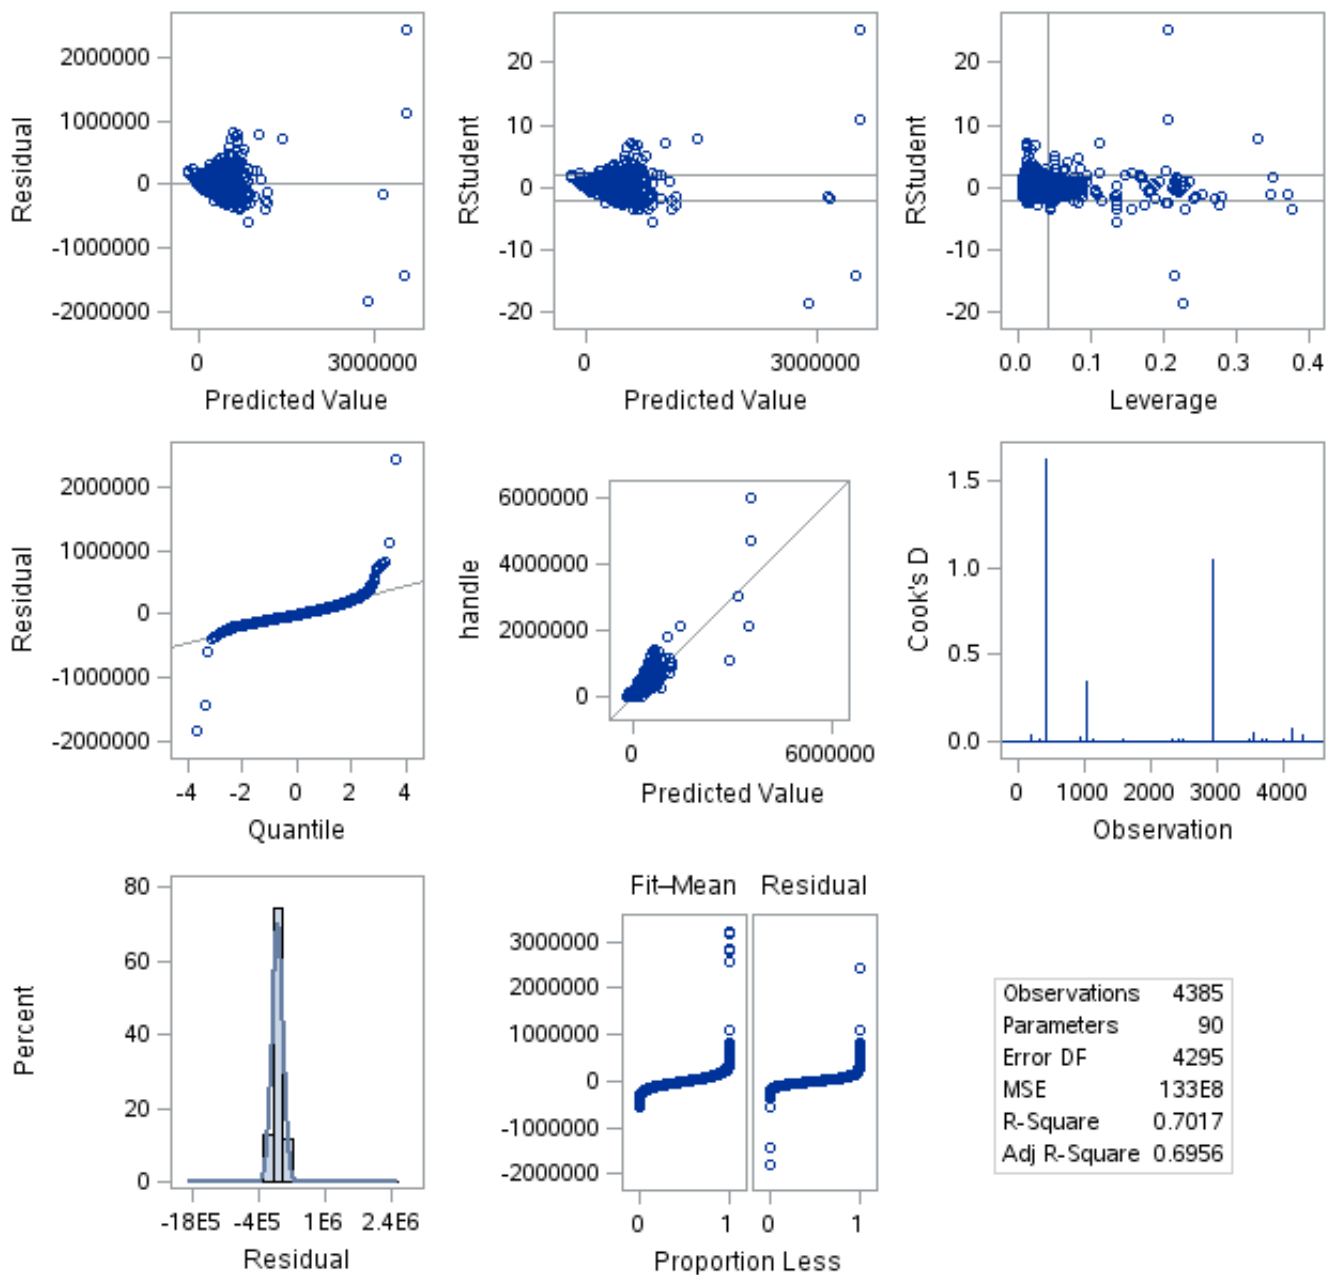 2000000
1000000
0
-1000000
-2000000
Residual
0 3000000
Predicted Value
20
10
0
-10
-20
RStudent
0 3000000
Predicted Value
20
10
0
-10
-20
RStudent
0.0 0.1 0.2 0.3 0.4
Leverage
2000000
1000000
0
-1000000
-2000000
Residual
-4 -2 0 2 4
Quantile
6000000
4000000
2000000
0
handle
0 6000000
Predicted Value
1.5
1.0
0.5
0.0
Cook's D
0 1000 2000 3000 4000
Observation
80
60
40
20
0
Percent
-18E5 -4E5 1E6 2.4E6
Residual
Fit–Mean Residual
3000000
2000000
1000000
0
-1000000
-2000000
0 1 0 1
Proportion Less
Observations 4385
Parameters 90
Error DF 4295
MSE 133E8
R-Square 0.7017
Adj R-Square 0.6956